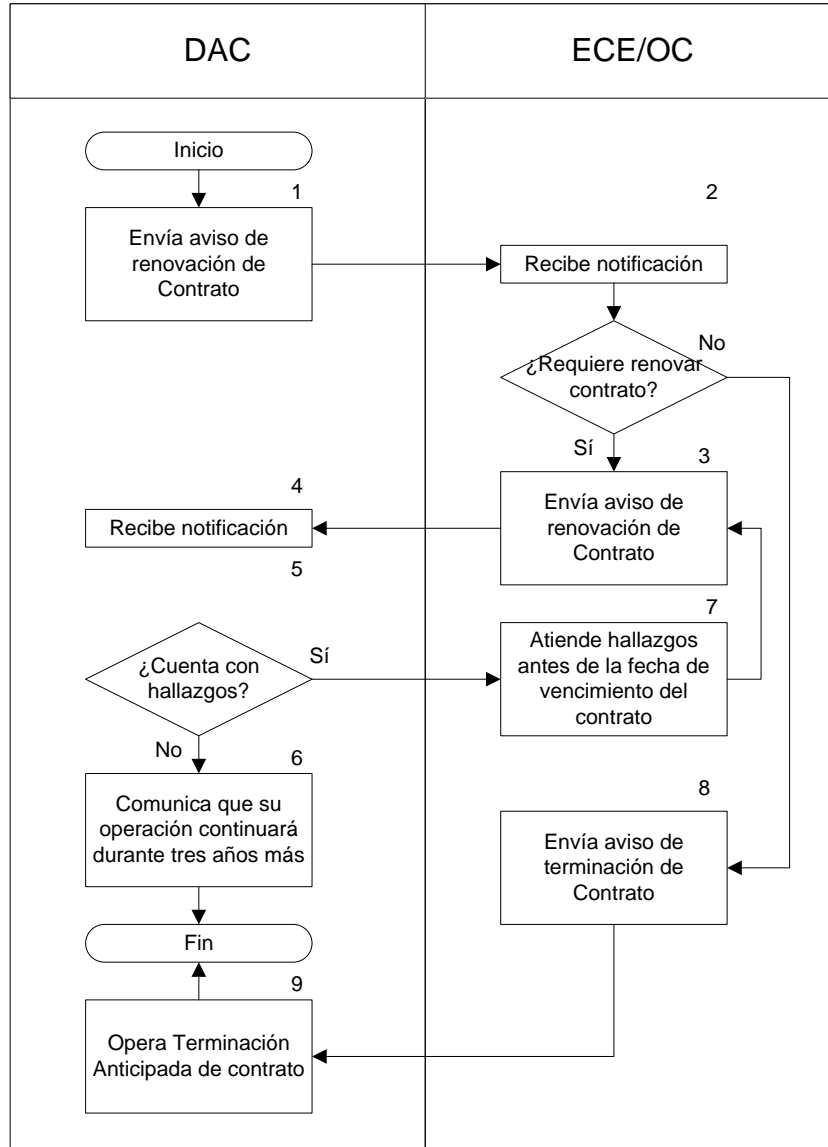 DAC
ECE/OC
Inicio
1
Envía aviso de
renovación de
Contrato
2
Recibe notificación
¿Requiere renovar
contrato?
No
Sí
3
Envía aviso de
renovación de
Contrato
4
Recibe notificación
5
¿Cuenta con
hallazgos?
Sí
No
7
Atiende hallazgos
antes de la fecha de
vencimiento del
contrato
6
Comunica que su
operación continuará
durante tres años más
8
Envía aviso de
terminación de
Contrato
Fin
9
Opera Terminación
Anticipada de contrato